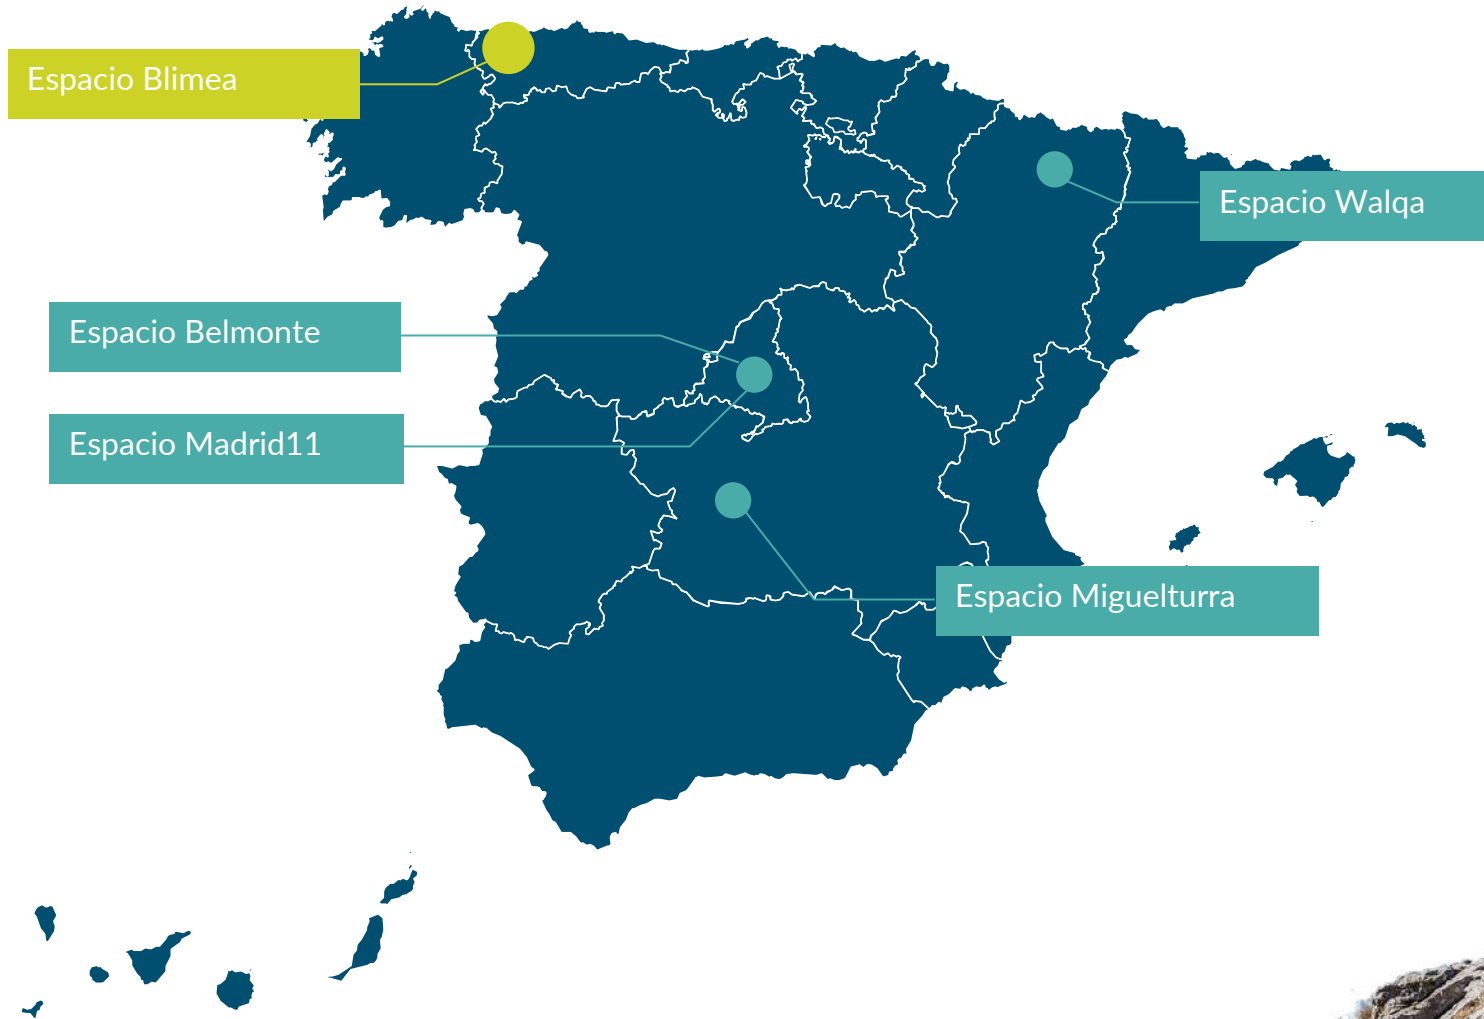 Espacio Blimea
Espacio Walqa
Espacio Belmonte
Espacio Madrid11
Espacio Miguelturra